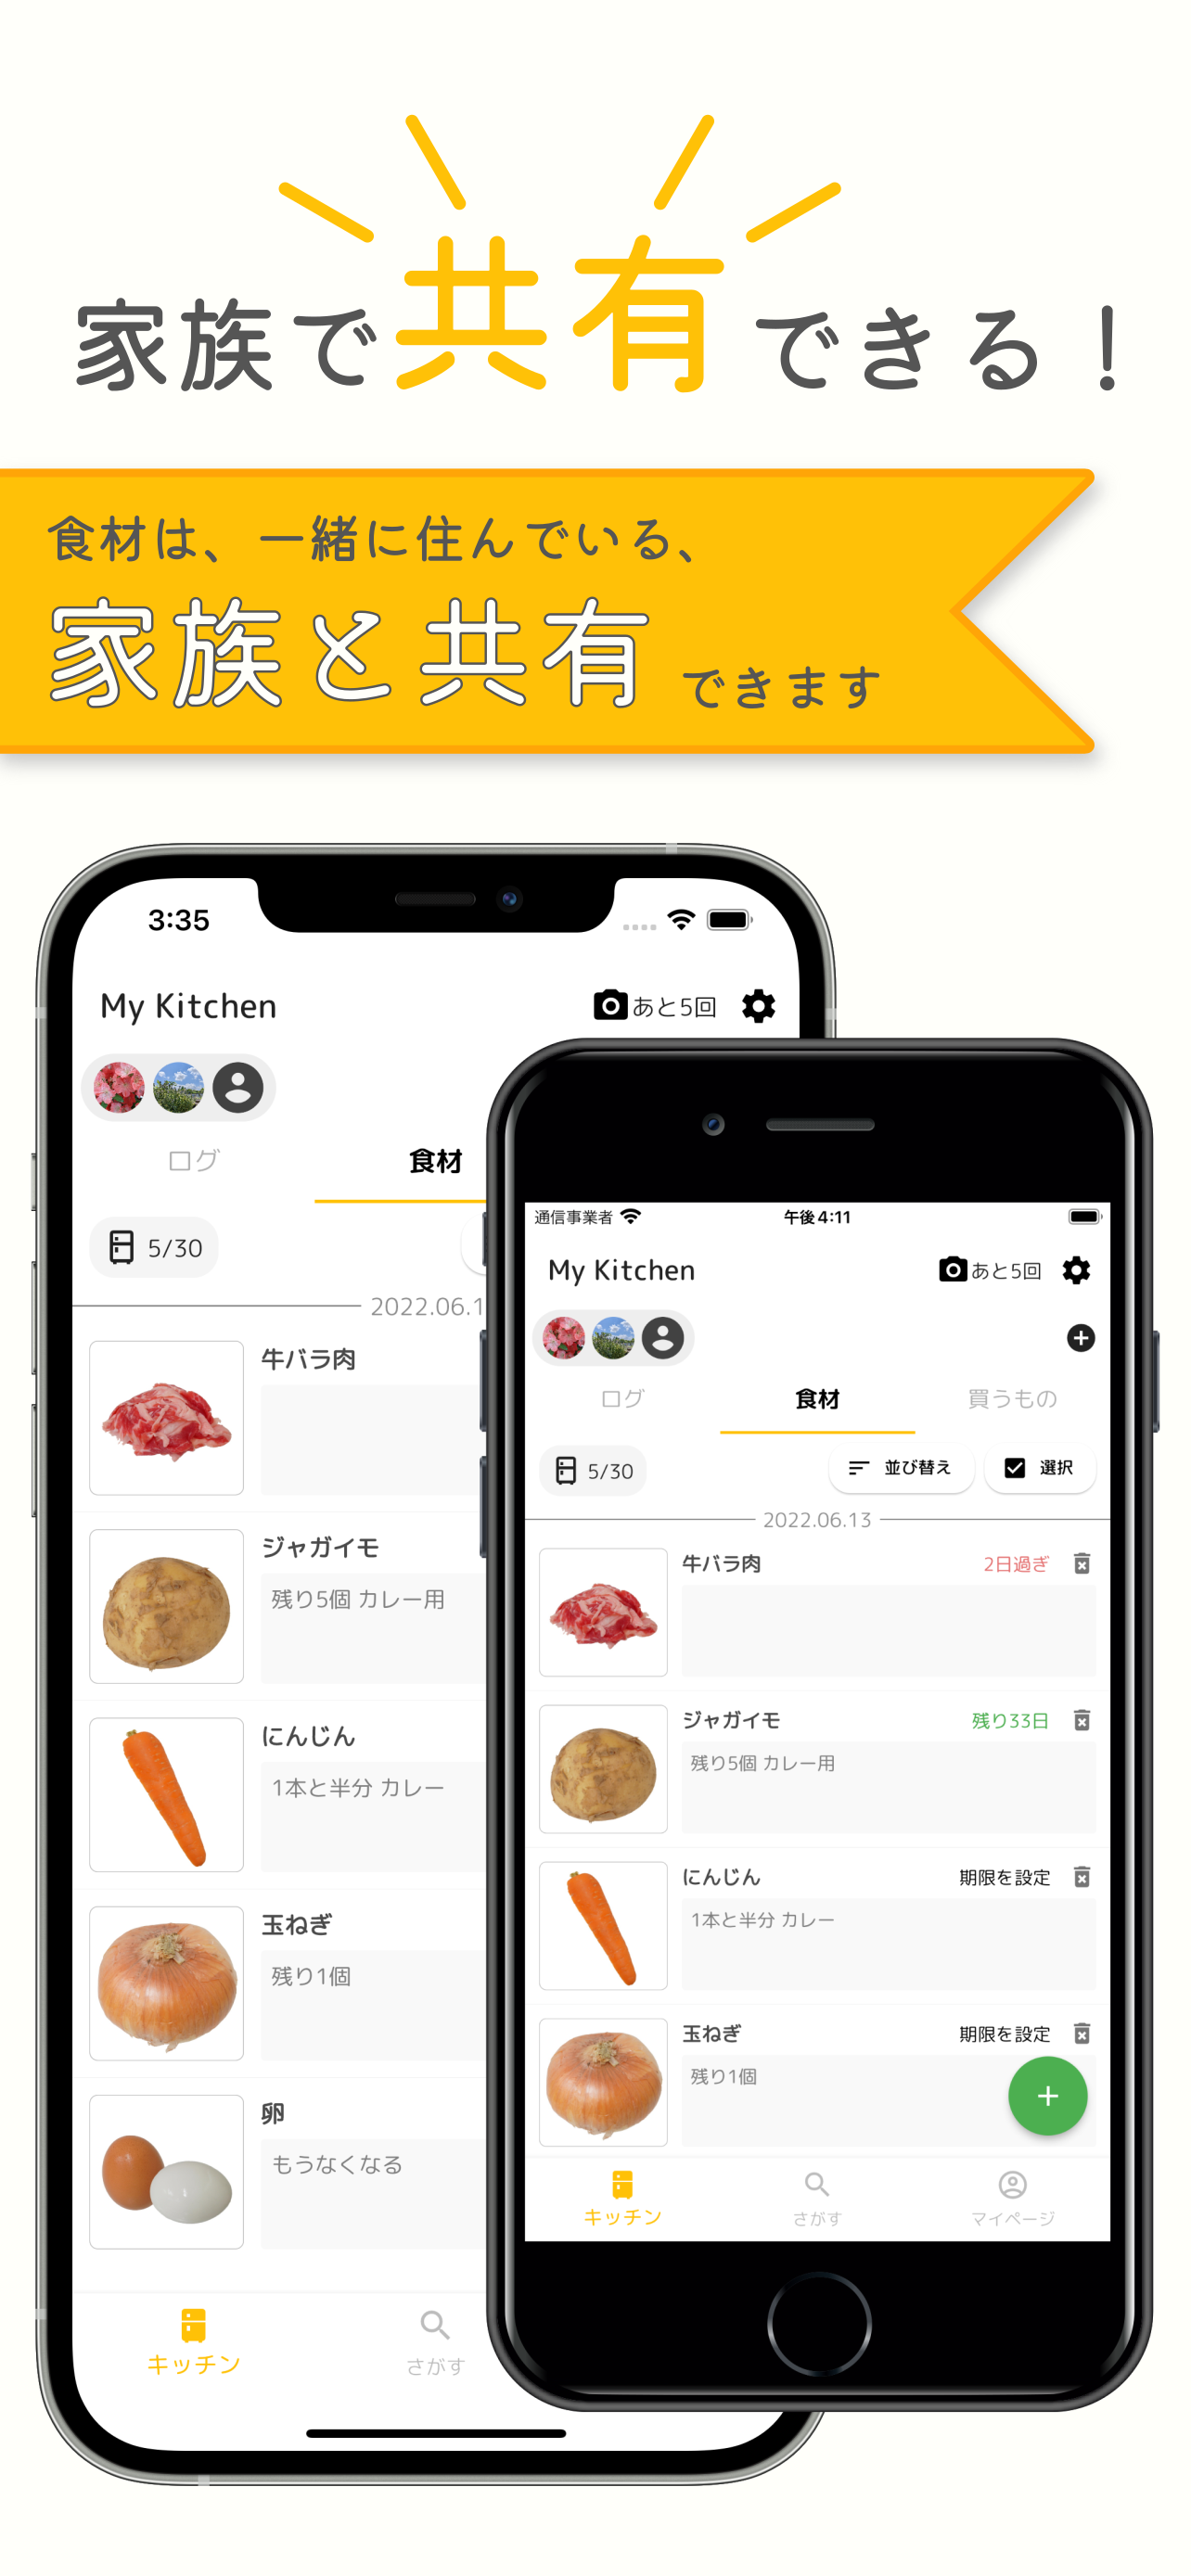 家族で共有できる！
食材は、一緒に住んでいる、
家族と共有できます
3:35
My Kitchen
あと5回
ログ
食材
5/30
2022.06.1
牛バラ肉
ジャガイモ
残り5個 カレー用
にんじん
1本と半分 カレー
玉ねぎ
残り1個
卵
もうなくなる
キッチン
さがす
通信事業者
午後4:11
My Kitchen
あと5回
ログ
食材
買うもの
5/30
並び替え
選択
2022.06.13
牛バラ肉
2日過ぎ
ジャガイモ
残り33日
残り5個 カレー用
にんじん
期限を設定
1本と半分 カレー
玉ねぎ
期限を設定
残り1個
キッチン
さがす
マイページ